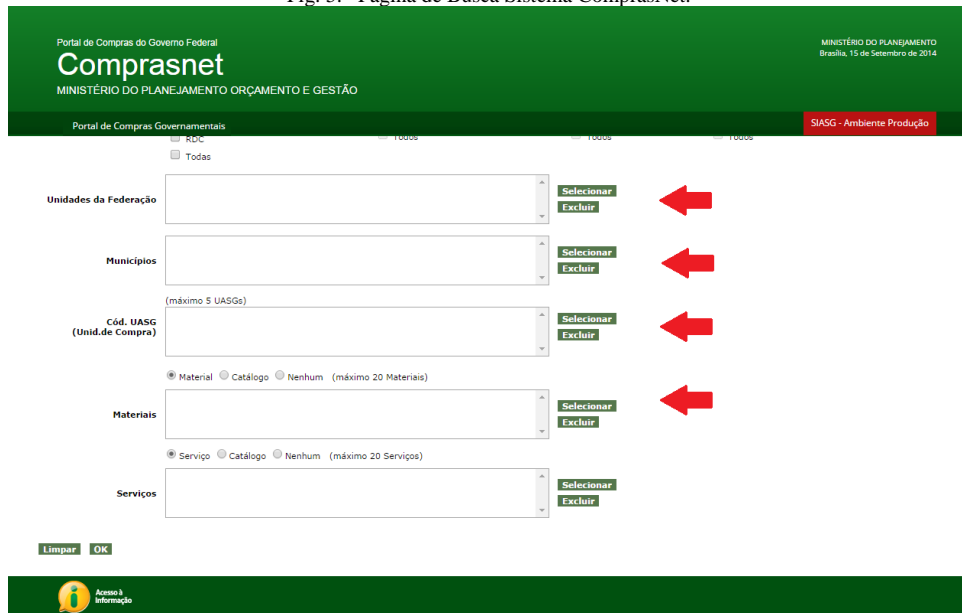 Fig. 3. Página de Busca Sistema ComprasNet.
Portal de Compras do Governo Federal
Comprasnet
MINISTÉRIO DO PLANEJAMENTO ORÇAMENTO E GESTÃO
MINISTÉRIO DO PLANEJAMENTO
Brasília, 15 de Setembro de 2014
Portal de Compras Governamentais
SIASG - Ambiente Produção
RDC Todos Todos Todos
Todas
Unidades da Federação
Selecionar
Excluir
Municípios
Selecionar
Excluir
(máximo 5 UASGs)
Cód. UASG
(Unid.de Compra)
Selecionar
Excluir
Material Catálogo Nenhum (máximo 20 Materiais)
Materiais
Selecionar
Excluir
Serviço Catálogo Nenhum (máximo 20 Serviços)
Serviços
Selecionar
Excluir
Limpar OK
Acesso à
Informação